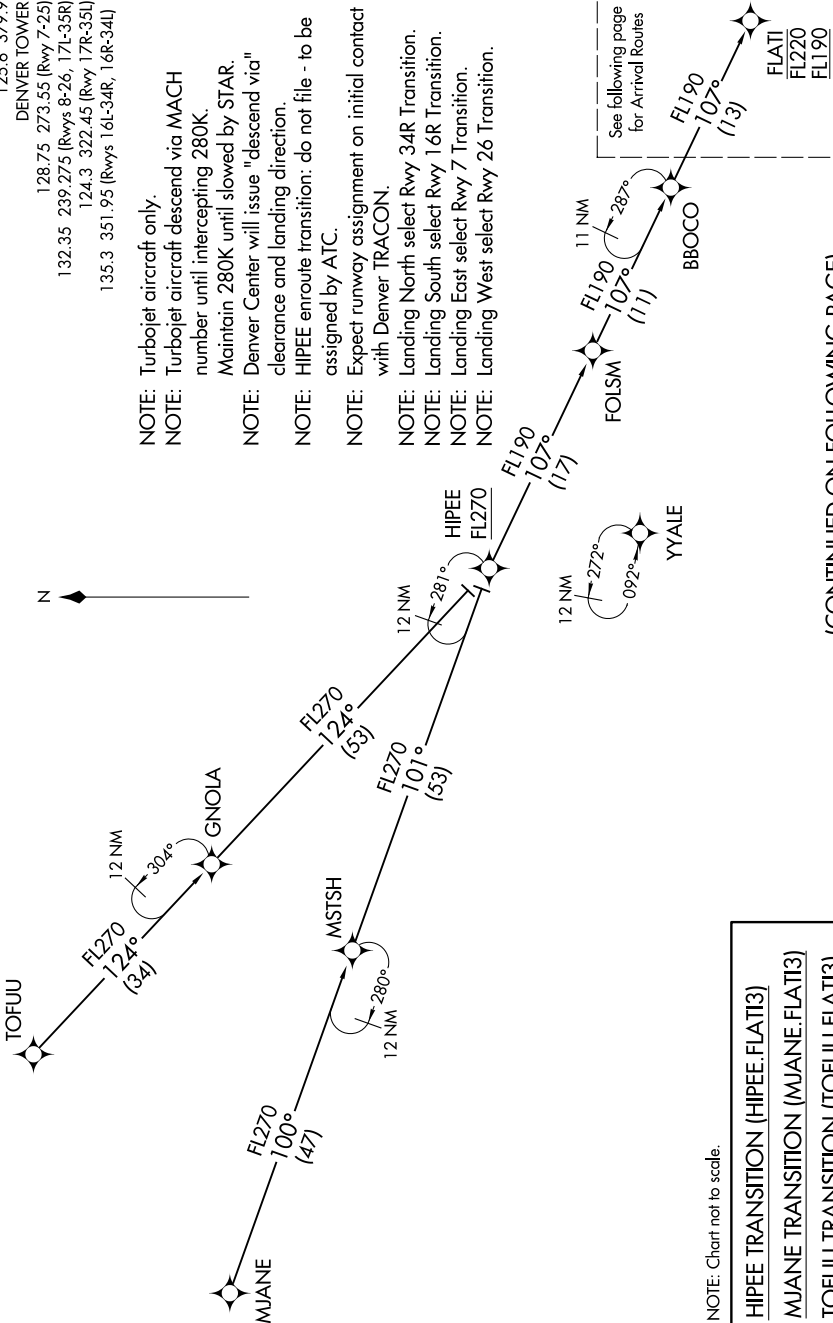 125.6 379.9
DENVER TOWER
128.75 273.55 (Rwy 7-25)
132.35 239.275 (Rwys 8-26, 17L-35R)
124.3 322.45 (Rwy 17R-35L)
135.3 351.95 (Rwys 16L-34R, 16R-34L)
NOTE: Turbojet aircraft only.
NOTE: Turbojet aircraft descend via MACH
number until intercepting 280K.
Maintain 280K until slowed by STAR.
NOTE: Denver Center will issue "descend via"
clearance and landing direction.
NOTE: HIPEE enroute transition: do not file - to be
assigned by ATC.
NOTE: Expect runway assignment on initial contact
with Denver TRACON.
NOTE: Landing North select Rwy 34R Transition.
NOTE: Landing South select Rwy 16R Transition.
NOTE: Landing East select Rwy 7 Transition.
NOTE: Landing West select Rwy 26 Transition.
N
TOFUU
FL270
124°
(34)
12 NM
304°
GNOLA
FL270
124°
(53)
MJANE
FL270
100°
(47)
MSTSH
280°
12 NM
FL270
101°
(53)
12 NM
281°
HIPEE
FL270
FL190
107°
(17)
12 NM
272°
092°
YYALE
FOLSM
FL190
107°
(11)
11 NM
287°
BBOCO
See following page
for Arrival Routes
FL190
107°
(13)
FLATI
FL220
FL190
NOTE: Chart not to scale.
HIPEE TRANSITION (HIPEE.FLATI3)
MJANE TRANSITION (MJANE.FLATI3)
TOFUU TRANSITION (TOFUU.FLATI3)
(CONTINUED ON FOLLOWING PAGE)